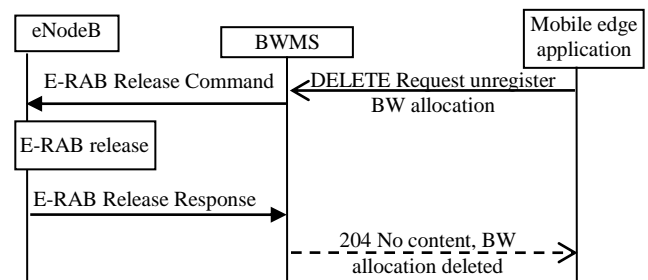 eNodeB
BWMS
Mobile edge
application
E-RAB Release Command
DELETE Request unregister
BW allocation
E-RAB release
E-RAB Release Response
204 No content, BW
allocation deleted